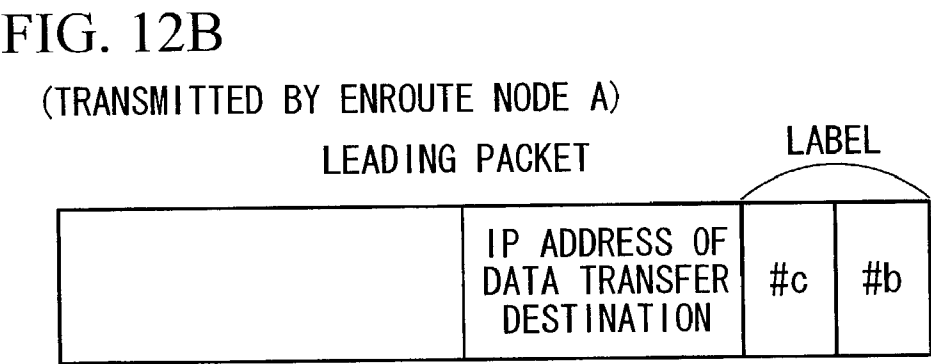 FIG. 12B
(TRANSMITTED BY ENROUTE NODE A)
LABEL
LEADING PACKET
IP ADDRESS OF
DATA TRANSFER
DESTINATION
#c
#b